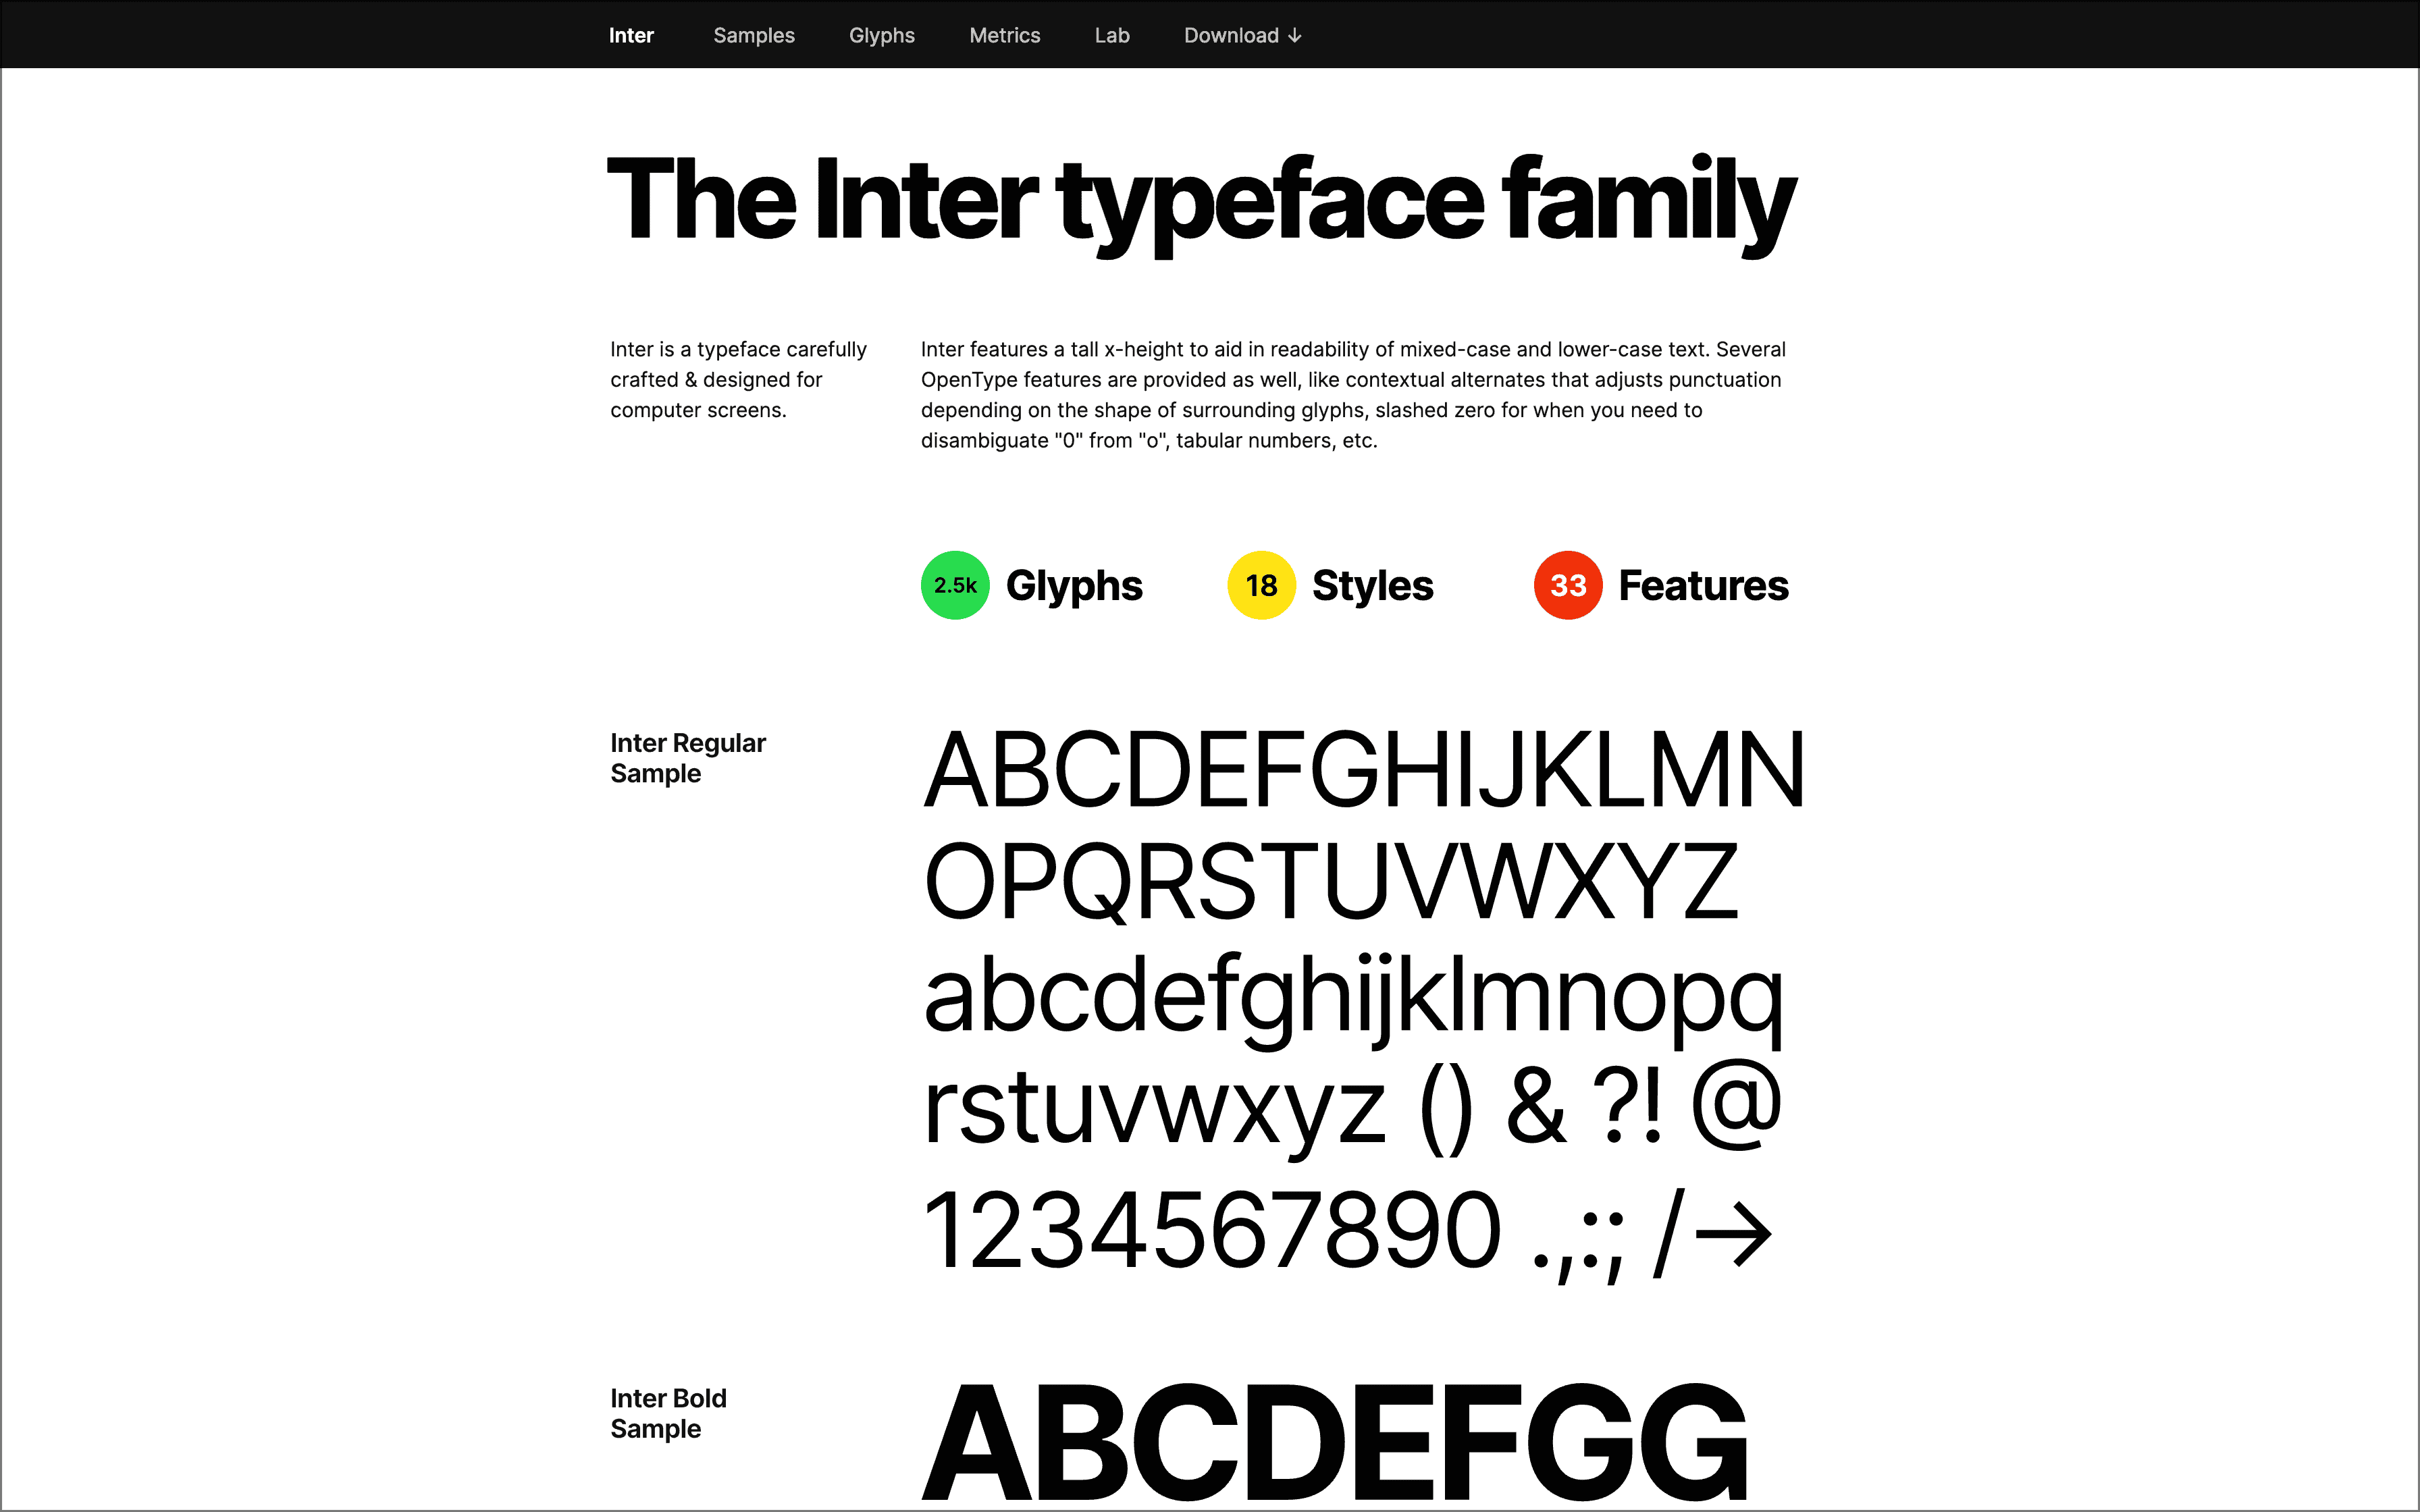 Inter Samples Glyphs Metrics Lab Download ↓
The Inter typeface family
Inter is a typeface carefully
crafted & designed for
computer screens.
Inter features a tall x-height to aid in readability of mixed-case and lower-case text. Several
OpenType features are provided as well, like contextual alternates that adjusts punctuation
depending on the shape of surrounding glyphs, slashed zero for when you need to
disambiguate "0" from "o", tabular numbers, etc.
2.5k Glyphs 18 Styles 33 Features
Inter Regular
Sample
ABCDEFGHIJKLMN
OPQRSTUVWXYZ
abcdefghijklmnopq
rstuvwxyz () & ?! @
1234567890 .,:; /→
Inter Bold
Sample
ABCDEFGG